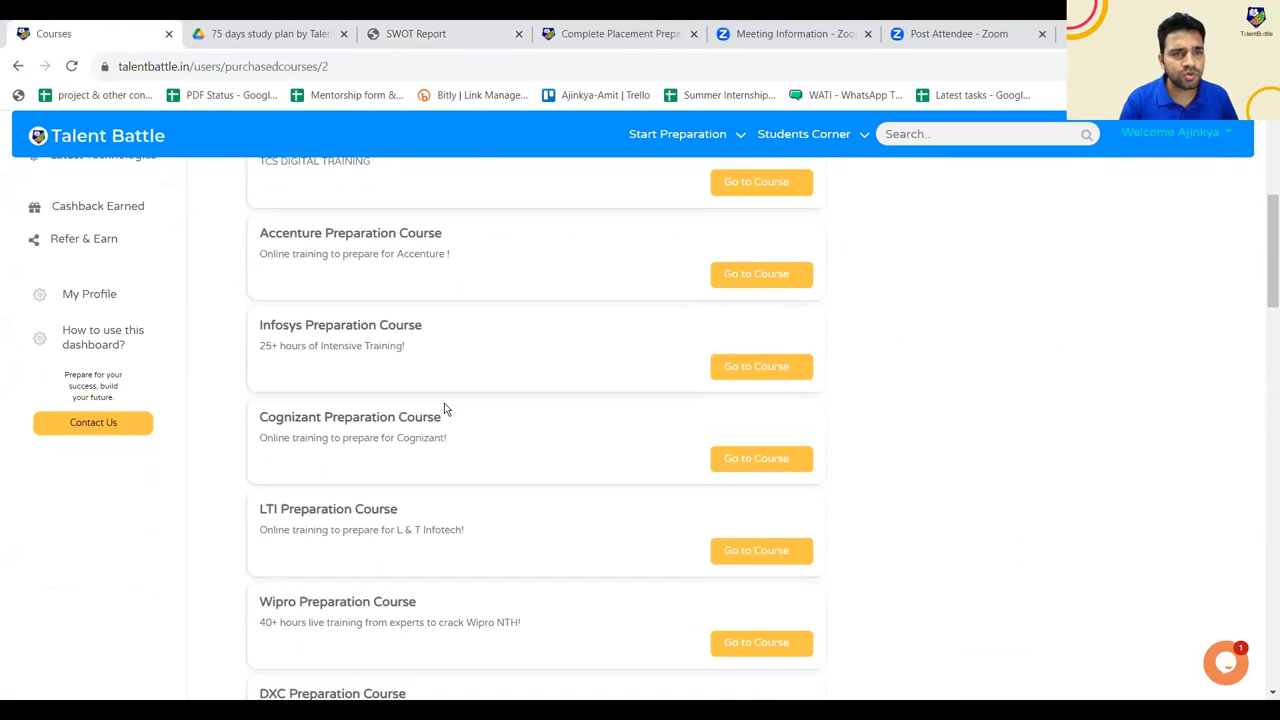 Courses
75 days study plan by Talen
SWOT Report
Complete Placement Prepa
Meeting Information - Zoo
Post Attendee - Zoom
talentbattle.in/users/purchasedcourses/2
project & other con...
PDF Status - Googl...
Mentorship form &...
Bitly | Link Manage...
Ajinkya-Amit | Trello
Summer Internship...
WATI - WhatsApp T...
Latest tasks - Googl...
TalentBattle
Talent Battle
Start Preparation
Students Corner
Search..
Welcome Ajinkya
Latest Technologies
Cashback Earned
Refer & Earn
My Profile
How to use this
dashboard?
Prepare for your
success, build
your future.
Contact Us
TCS DIGITAL TRAINING
Go to Course
Accenture Preparation Course
Online training to prepare for Accenture !
Go to Course
Infosys Preparation Course
25+ hours of Intensive Training!
Go to Course
Cognizant Preparation Course
Online training to prepare for Cognizant!
Go to Course
LTI Preparation Course
Online training to prepare for L & T Infotech!
Go to Course
Wipro Preparation Course
40+ hours live training from experts to crack Wipro NTH!
Go to Course
DXC Preparation Course
1